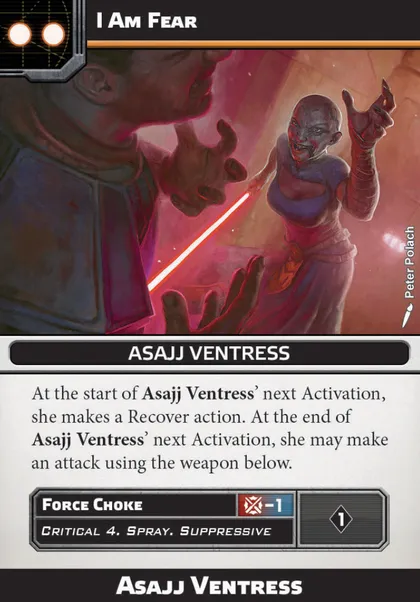 I Am Fear
Peter Polach
ASAJJ VENTRESS
At the start of Asajj Ventress' next Activation,
she makes a Recover action. At the end of
Asajj Ventress' next Activation, she may make
an attack using the weapon below.
Force Choke
-1
Critical 4. Spray. Suppressive
1
Asajj Ventress